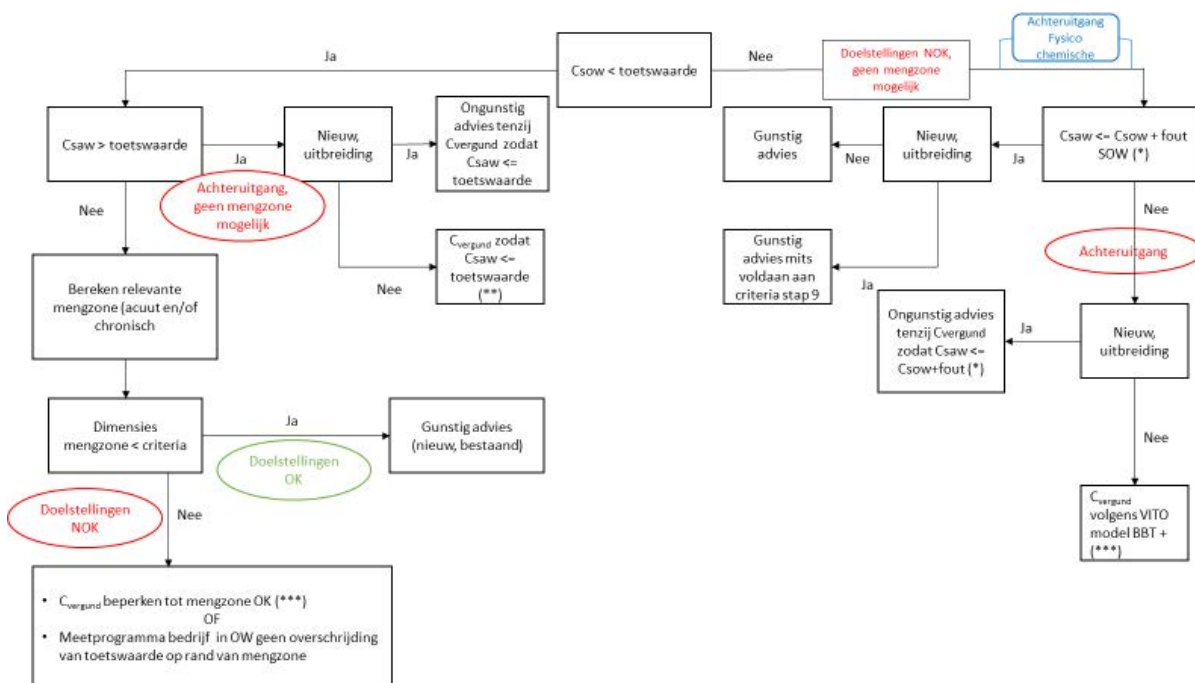 Achteruitgang
Fysico
chemische
Ja
Nee
Csow < toetswaarde
Doelstellingen NOK,
geen mengzone
mogelijk
Csaw > toetswaarde
Ja
Nieuw,
uitbreiding
Ja
Ongunstig
advies tenzij
Cvergund zodat
Csaw <=
toetswaarde
Gunstig
advies
Nee
Nieuw,
uitbreiding
Ja
Csaw <= Csow + fout
SOW (*)
Achteruitgang,
geen mengzone
mogelijk
Nee
Nee
Cvergund zodat
Csaw <=
toetswaarde
(**)
Nee
Gunstig
advies mits
voldaan aan
criteria stap 9
Ja
Achteruitgang
Bereken relevante
mengzone (acuut en/of
chronisch
Ongunstig advies
tenzij Cvergund
zodat Csaw <=
Csow+fout (*)
Ja
Nieuw,
uitbreiding
Nee
Dimensies
mengzone < criteria
Ja
Gunstig advies
(nieuw, bestaand)
Doelstellingen
OK
Doelstellingen
NOK
Nee
Cvergund
volgens VITO
model BBT +
(***)
• Cvergund beperken tot mengzone OK (***)
OF
• Meetprogramma bedrijf in OW geen overschrijding
van toetswaarde op rand van mengzone